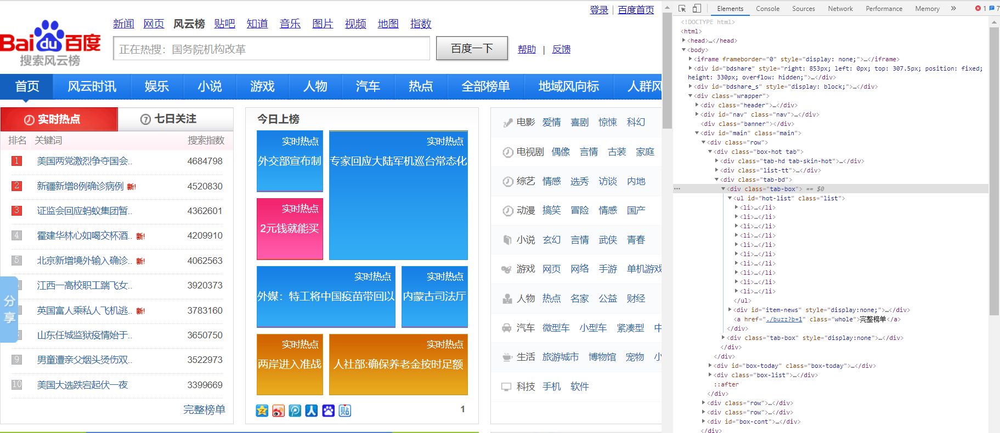 登录 | 百度首页
新闻 网页 风云榜 贴吧 知道 音乐 图片 视频 地图 指数
Bai du 百度
搜索风云榜
正在热搜：国务院机构改革
百度一下
帮助 | 反馈
首页 风云时讯 娱乐 小说 游戏 人物 汽车 热点 全部榜单 地域风向标 人群风
实时热点
7 七日关注
排名 关键词 搜索指数
1 美国两党激烈争夺国会.. 4684798
2 新疆新增8例确诊病例 新! 4520830
3 证监会回应蚂蚁集团暂.. 4362601
4 霍建华林心如喝交杯酒.. 新! 4209910
5 北京新增境外输入确诊.. 新! 4062563
江西一高校职工踹飞女.. 3920373
英国富人乘私人飞机逃.. 新! 3783160
山东任城监狱疫情始于.. 3650750
9 男童遭亲父烟头烫伤双.. 3522973
10 美国大选跌宕起伏一夜 3399669
完整榜单
分享
今日上榜
实时热点
外交部宣布制
实时热点
专家回应大陆军机巡台常态化
实时热点
2元钱就能买
实时热点
外媒：特工将中国疫苗带回以
实时热点
内蒙古司法厅
实时热点
两岸进入准战
实时热点
人社部:确保养老金按时足额
贴
1
电影 爱情 喜剧 惊悚 科幻
电视剧 偶像 言情 古装 家庭
综艺 情感 选秀 访谈 内地
动漫 搞笑 冒险 情感 国产
小说 玄幻 言情 武侠 青春
游戏 网页 网络 手游 单机游戏
人物 热点 名家 公益 财经
汽车 微型车 小型车 紧凑型 中
生活 旅游城市 博物馆 宠物 小
科技 手机 软件
Elements Console Sources Network Performance Memory » 1 7
<!DOCTYPE html>
<html>
<head>…</head>
<body>
<iframe frameborder="0" style="display: none;">…</iframe>
<div id="bdshare" style="right: 853px; left: 0px; top: 307.5px; position: fixed;
height: 330px; overflow: hidden;">…</div>
<div id="bdshare_s" style="display: block;">…</div>
<div class="wrapper">
<div class="header">…</div>
<div id="nav" class="nav">…</div>
<div class="banner"></div>
<div id="main" class="main">
<div class="row">
<div class="box-hot tab">
<div class="tab-hd tab-skin-hot">…</div>
<div class="list-tt">…</div>
<div class="tab-bd">
… <div class="tab-box"> == $0
<ul id="hot-list" class="list">
<li>…</li>
<li>…</li>
<li>…</li>
<li>…</li>
<li>…</li>
<li>…</li>
<li>…</li>
<li>…</li>
<li>…</li>
<li>…</li>
</ul>
<div id="item-news" style="display:none;">…</div>
<a href="./buzz?b=1" class="whole">完整榜单</a>
</div>
<div class="tab-box" style="display:none">…</div>
</div>
</div>
<div id="box-today" class="box-today">…</div>
<div class="box-list">…</div>
::after
</div>
<div class="row">…</div>
<div class="row">…</div>
<div id="box-cont">…</div>
</div>